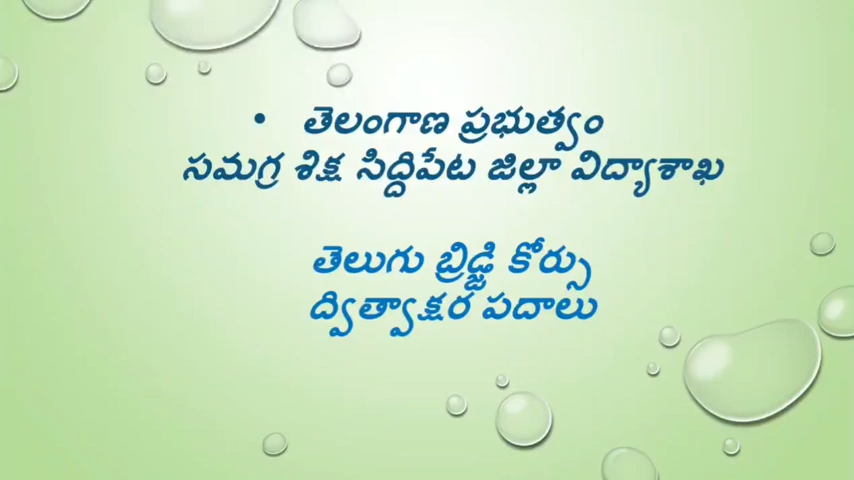 • తెలంగాణ ప్రభుత్వం
సమగ్ర శిక్ష సిద్దిపేట జిల్లా విద్యాశాఖ
తెలుగు బ్రిడ్జి కోర్సు
ద్విత్వాక్షర పదాలు